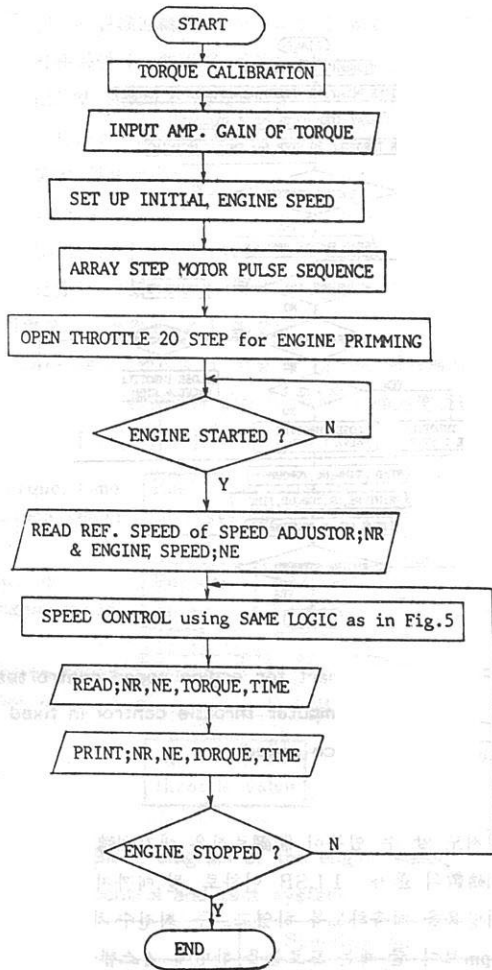 START
TORQUE CALIBRATION
INPUT AMP. GAIN OF TORQUE
SET UP INITIAL ENGINE SPEED
ARRAY STEP MOTOR PULSE SEQUENCE
OPEN THROTTLE 20 STEP for ENGINE PRIMMING
ENGINE STARTED ?
N
Y
READ REF. SPEED of SPEED ADJUSTOR;NR
& ENGINE SPEED;NE
SPEED CONTROL using SAME LOGIC as in Fig.5
READ;NR,NE,TORQUE,TIME
PRINT;NR,NE,TORQUE,TIME
ENGINE STOPPED ?
N
Y
END